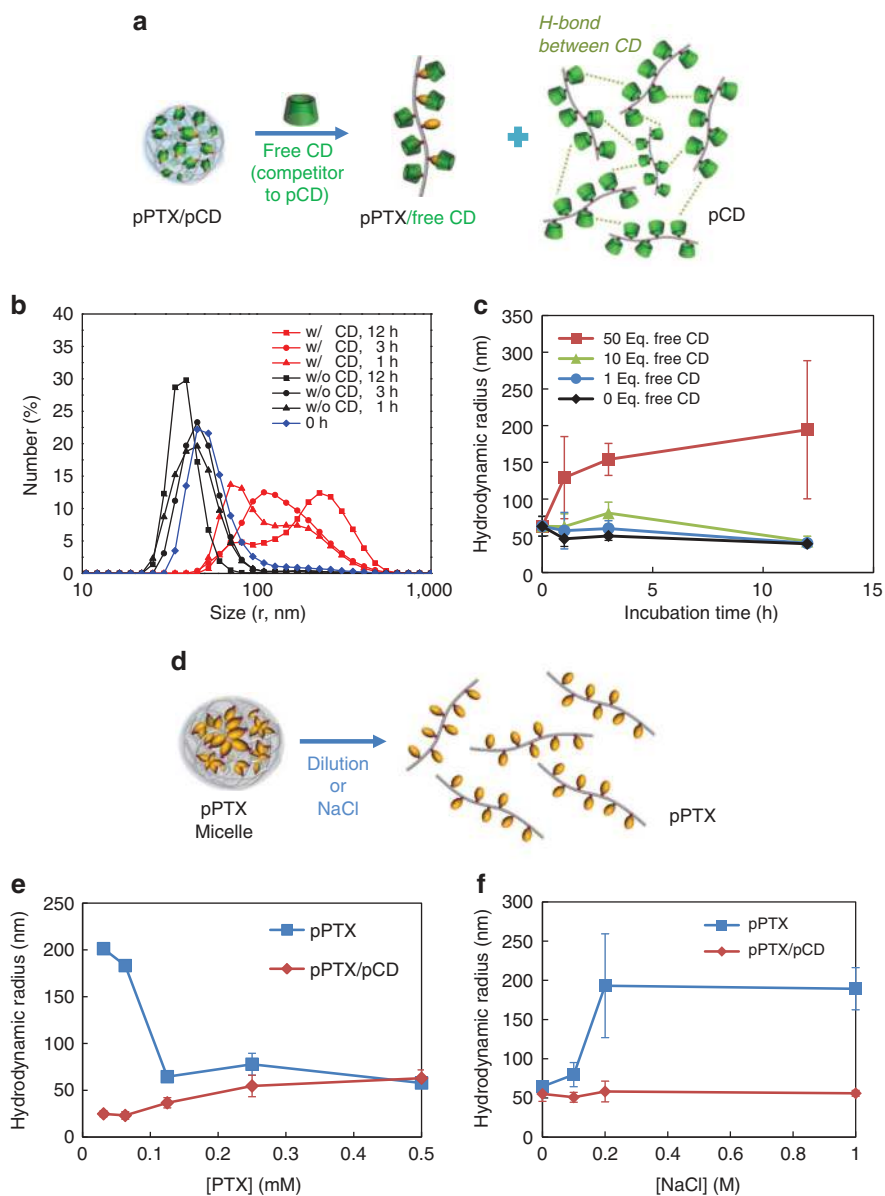 a
H-bond
between CD
Free CD
(competitor
to pCD)
pPTX/pCD
pPTX/free CD
pCD
b
40
35
30
25
20
15
10
5
0
Number (%)
w/ CD, 12 h
w/ CD, 3 h
w/ CD, 1 h
w/o CD, 12 h
w/o CD, 3 h
w/o CD, 1 h
0 h
10
100
1,000
Size (r, nm)
c
350
300
250
200
150
100
50
0
Hydrodynamic radius (nm)
50 Eq. free CD
10 Eq. free CD
1 Eq. free CD
0 Eq. free CD
0
5
10
15
Incubation time (h)
d
Dilution
or
NaCl
pPTX
Micelle
pPTX
e
250
200
150
100
50
0
Hydrodynamic radius (nm)
pPTX
pPTX/pCD
0
0.1
0.2
0.3
0.4
0.5
[PTX] (mM)
f
300
250
200
150
100
50
0
Hydrodynamic radius (nm)
pPTX
pPTX/pCD
0
0.2
0.4
0.6
0.8
1
[NaCl] (M)